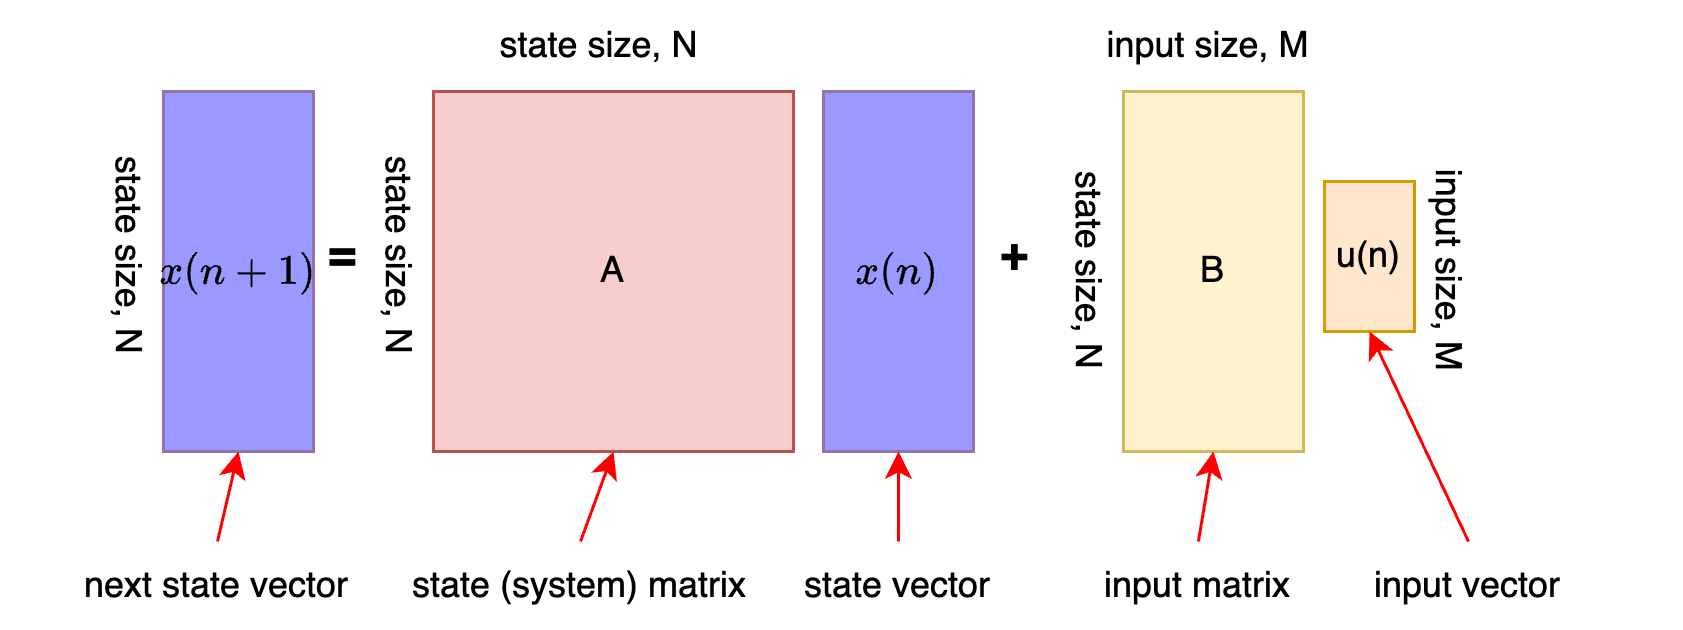 state size, N
input size, M
state size, N
x(n + 1)
=
state size, N
A
x(n)
+
state size, N
B
u(n)
input size, M
next state vector
state (system) matrix
state vector
input matrix
input vector